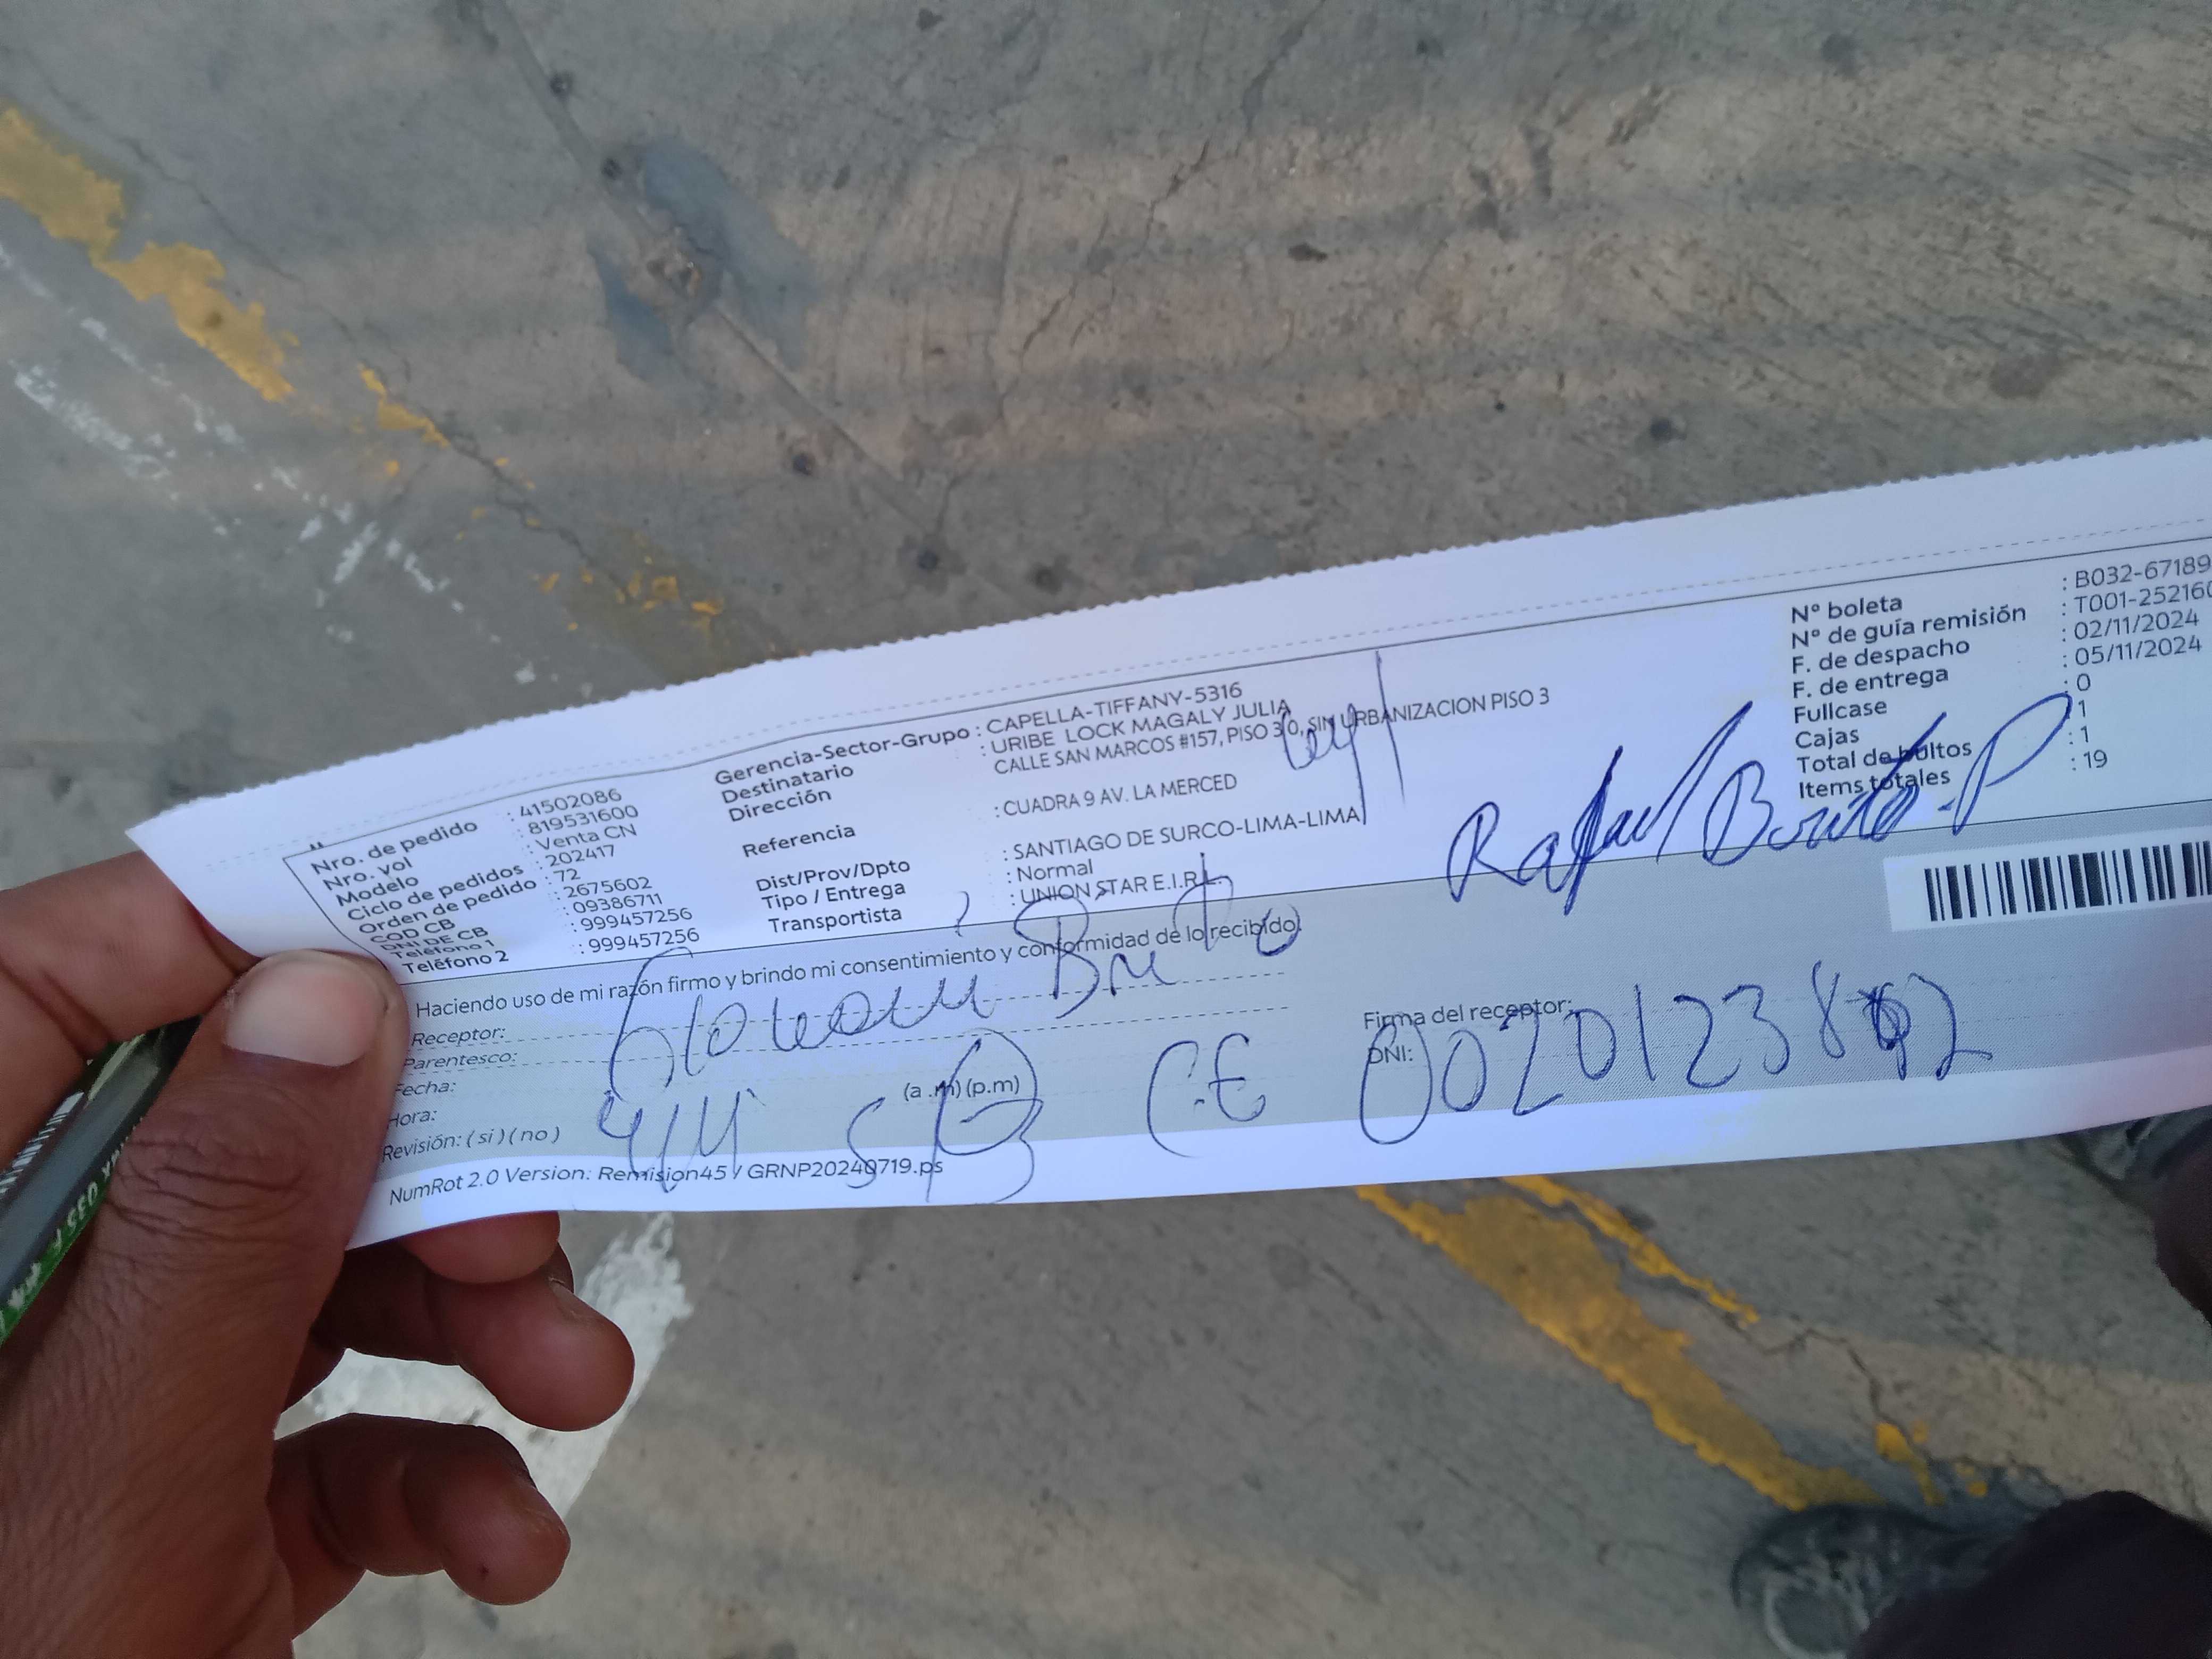 Nro. de pedido : 41502086
Nro. vol : 819531600
Modelo : Venta CN
Ciclo de pedidos : 202417
Orden de pedido : 72
COD CB : 2675602
DNI DE CB : 09386711
Teléfono 1 : 999457256
Teléfono 2 : 999457256
Gerencia-Sector-Grupo : CAPELLA-TIFFANY-5316
Destinatario : URIBE LOCK MAGALY JULIA
Dirección CALLE SAN MARCOS #157, PISO 3 0, SIN URBANIZACION PISO 3
Referencia : CUADRA 9 AV. LA MERCED
Dist/Prov/Dpto : SANTIAGO DE SURCO-LIMA-LIMA
Tipo / Entrega : Normal
Transportista : UNION STAR E.I.R.L.
N° boleta : B032-67189
N° de guía remisión : T001-252160
F. de despacho : 02/11/2024
F. de entrega : 05/11/2024
Fullcase : 0
Cajas : 1
Total de bultos : 1
Items totales : 19
Rafael Brito P
Haciendo uso de mi razón firmo y brindo mi consentimiento y conformidad de lo recibido.
Receptor: Brito
Parentesco:
Fecha:
Hora: (a .m) (p.m)
Revisión: ( si ) ( no )
Firma del receptor:
DNI:
C.E
NumRot 2.0 Version: Remision45 / GRNP20240719.ps